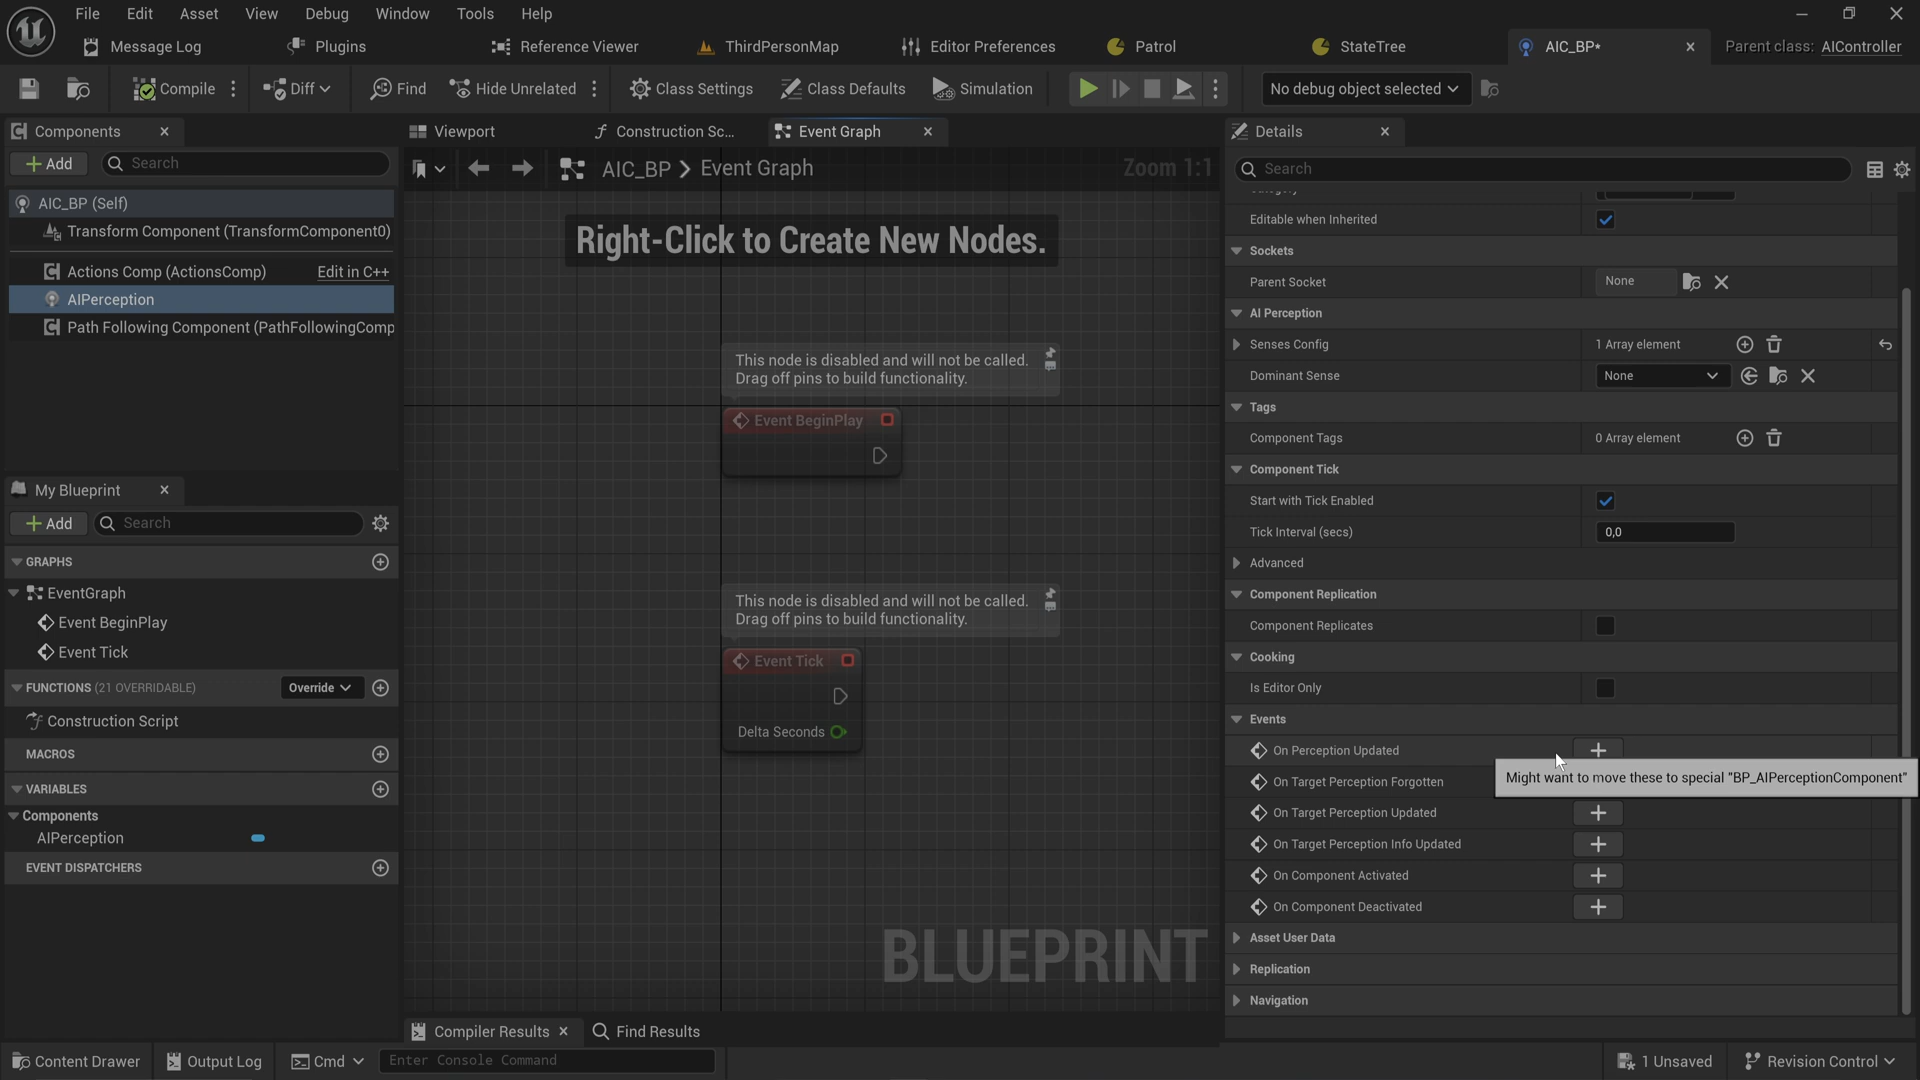 File Edit Asset View Debug Window Tools Help
Message Log Plugins Reference Viewer ThirdPersonMap Editor Preferences Patrol StateTree AIC_BP* Parent class: AIController
Compile Diff Find Hide Unrelated Class Settings Class Defaults Simulation No debug object selected
Components
Add Search
AIC_BP (Self)
Transform Component (TransformComponent0)
Actions Comp (ActionsComp) Edit in C++
AIPerception
Path Following Component (PathFollowingComp
My Blueprint
Add Search
GRAPHS
EventGraph
Event BeginPlay
Event Tick
FUNCTIONS (21 OVERRIDABLE) Override
Construction Script
MACROS
VARIABLES
Components
AIPerception
EVENT DISPATCHERS
Viewport Construction Sc... Event Graph
AIC_BP Event Graph Zoom 1:1
Right-Click to Create New Nodes.
This node is disabled and will not be called.
Drag off pins to build functionality.
Event BeginPlay
This node is disabled and will not be called.
Drag off pins to build functionality.
Event Tick
Delta Seconds
BLUEPRINT
Compiler Results Find Results
Details
Search
Editable when Inherited
Sockets
Parent Socket None
AI Perception
Senses Config 1 Array element
Dominant Sense None
Tags
Component Tags 0 Array element
Component Tick
Start with Tick Enabled
Tick Interval (secs) 0,0
Advanced
Component Replication
Component Replicates
Cooking
Is Editor Only
Events
On Perception Updated
Might want to move these to special "BP_AIPerceptionComponent"
On Target Perception Forgotten
On Target Perception Updated
On Target Perception Info Updated
On Component Activated
On Component Deactivated
Asset User Data
Replication
Navigation
Content Drawer Output Log Cmd Enter Console Command 1 Unsaved Revision Control